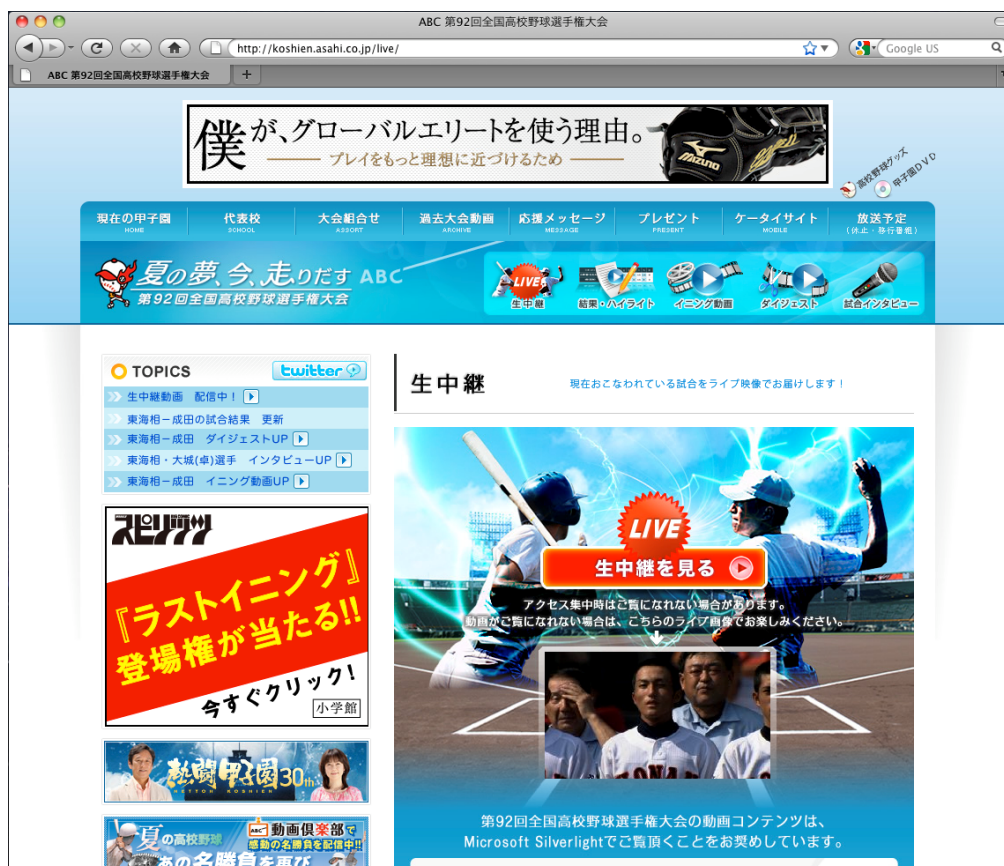 ABC 第92回全国高校野球選手権大会
http://koshien.asahi.co.jp/live/
Google US
ABC 第92回全国高校野球選手権大会
+
僕が、グローバルエリートを使う理由。
プレイをもっと理想に近づけるため
MIZUNO
高校野球グッズ
甲子園DVD
現在の甲子園 代表校 大会組合せ 過去大会動画 応援メッセージ プレゼント ケータイサイト 放送予定
HOME SCHOOL ASSORT ARCHIVE MESSAGE PRESENT MOBILE (休止・移行番組)
夏の夢、今、走りだす ABC
第92回全国高校野球選手権大会
LIVE
生中継 結果・ハイライト イニング動画 ダイジェスト 試合インタビュー
TOPICS
twitter
生中継動画 配信中!
東海相-成田の試合結果 更新
東海相-成田 ダイジェストUP
東海相・大城(卓)選手 インタビューUP
東海相-成田 イニング動画UP
生中継
現在おこなわれている試合をライブ映像でお届けします!
スピリッツ
『ラストイニング』
登場権が当たる!!
今すぐクリック!
小学館
熱闘甲子園30th
NETTOH KOSHIEN
夏の高校野球
あの名勝負を再び
ABC動画倶楽部で
感動の名勝負を配信中!!
LIVE
生中継を見る
アクセス集中時はご覧になれない場合があります。
動画がご覧になれない場合は、こちらのライブ画像でお楽しみください。
第92回全国高校野球選手権大会の動画コンテンツは、
Microsoft Silverlightでご覧頂くことをお奨めしています。